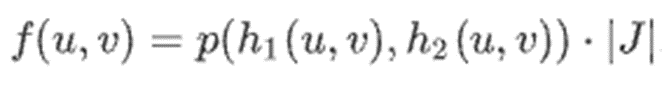 f(u, v) = p(h₁(u, v), h₂(u, v)) · |J|